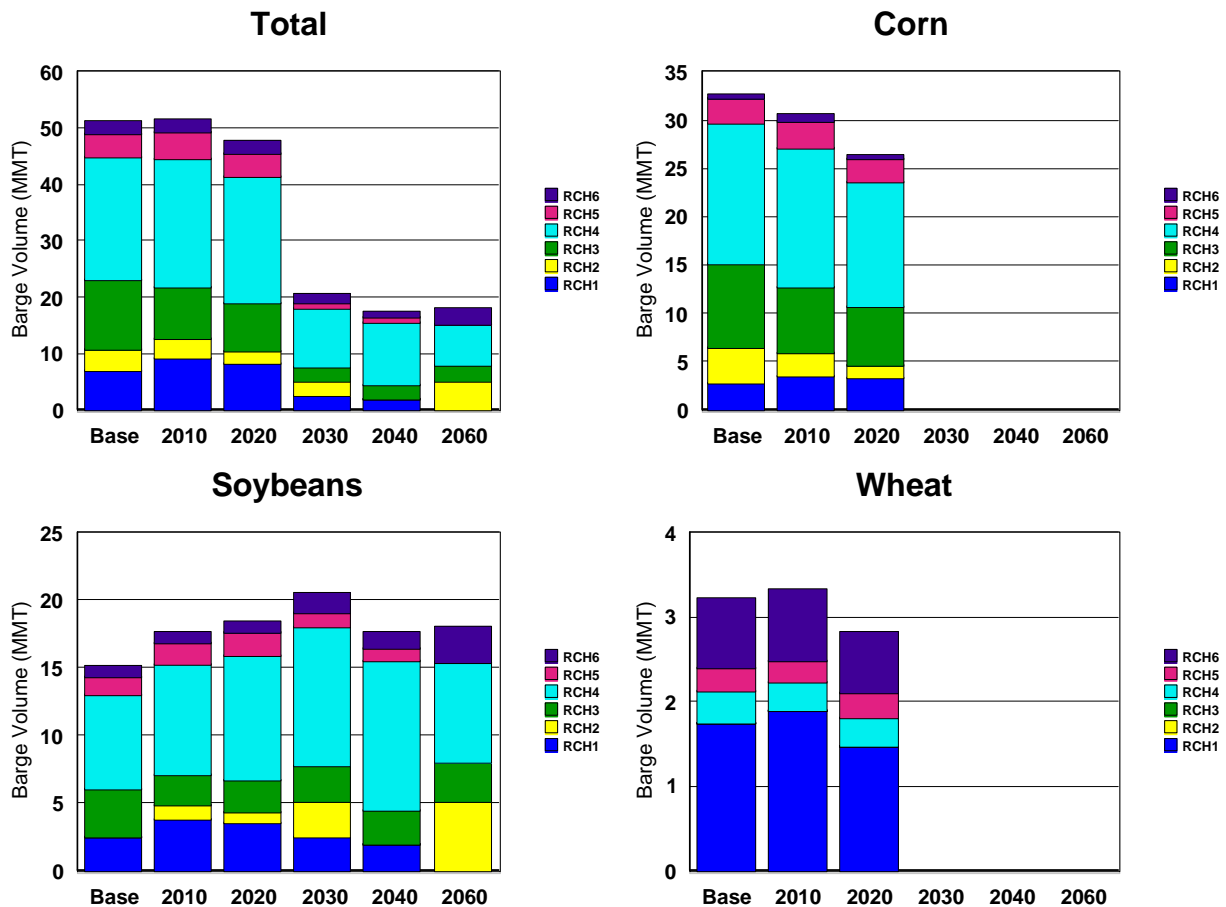 Total
Barge Volume (MMT)
60
50
40
30
20
10
0
Base 2010 2020 2030 2040 2060
RCH6
RCH5
RCH4
RCH3
RCH2
RCH1
Corn
Barge Volume (MMT)
35
30
25
20
15
10
5
0
Base 2010 2020 2030 2040 2060
RCH6
RCH5
RCH4
RCH3
RCH2
RCH1
Soybeans
Barge Volume (MMT)
25
20
15
10
5
0
Base 2010 2020 2030 2040 2060
RCH6
RCH5
RCH4
RCH3
RCH2
RCH1
Wheat
Barge Volume (MMT)
4
3
2
1
0
Base 2010 2020 2030 2040 2060
RCH6
RCH5
RCH4
RCH3
RCH2
RCH1